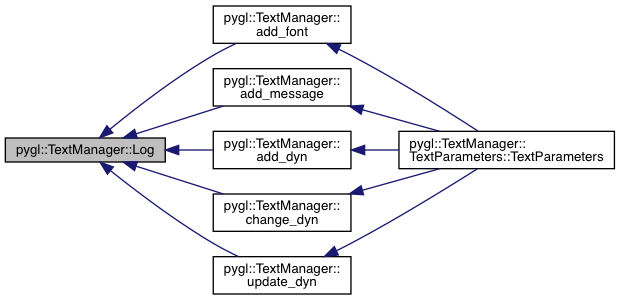 pygl::TextManager::
add_font
pygl::TextManager::
add_message
pygl::TextManager::Log
pygl::TextManager::
add_dyn
pygl::TextManager::
TextParameters::TextParameters
pygl::TextManager::
change_dyn
pygl::TextManager::
update_dyn